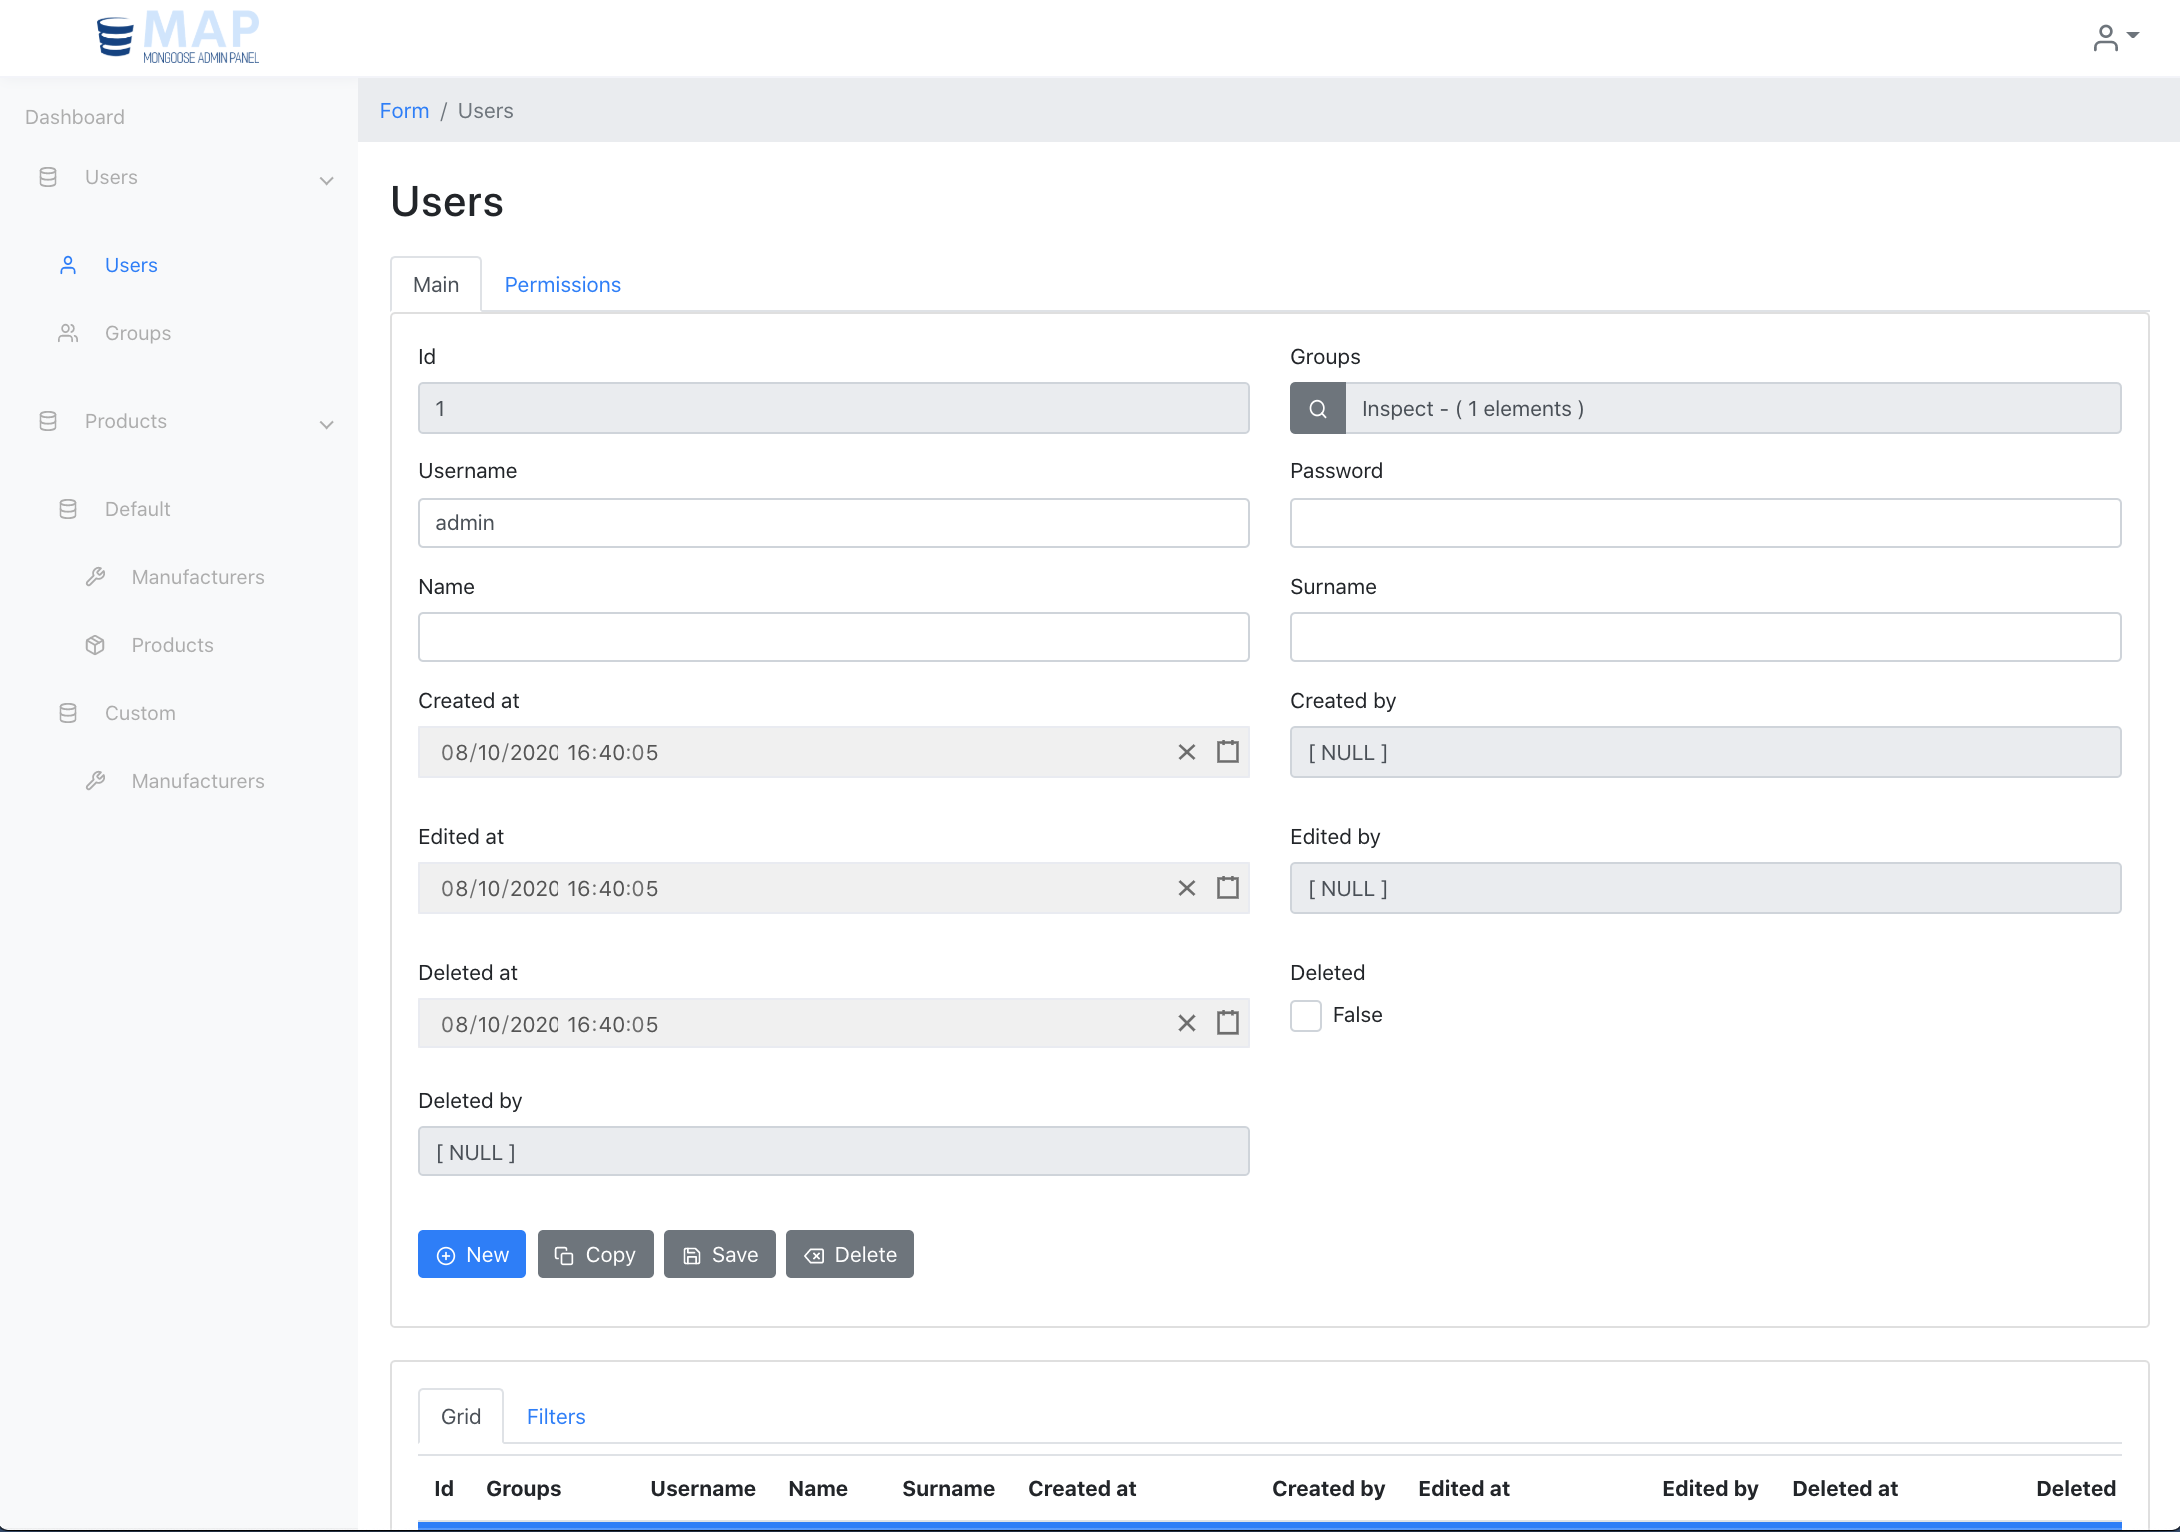 MAP
MONGOOSE ADMIN PANEL
Dashboard
Users
Users
Groups
Products
Default
Manufacturers
Products
Custom
Manufacturers
Form / Users
Users
Main Permissions
Id
1
Groups
Inspect - ( 1 elements )
Username
admin
Password
Name
Surname
Created at
08/10/2020 16:40:05
Created by
[ NULL ]
Edited at
08/10/2020 16:40:05
Edited by
[ NULL ]
Deleted at
08/10/2020 16:40:05
Deleted
False
Deleted by
[ NULL ]
New Copy Save Delete
Grid Filters
Id Groups Username Name Surname Created at Created by Edited at Edited by Deleted at Deleted